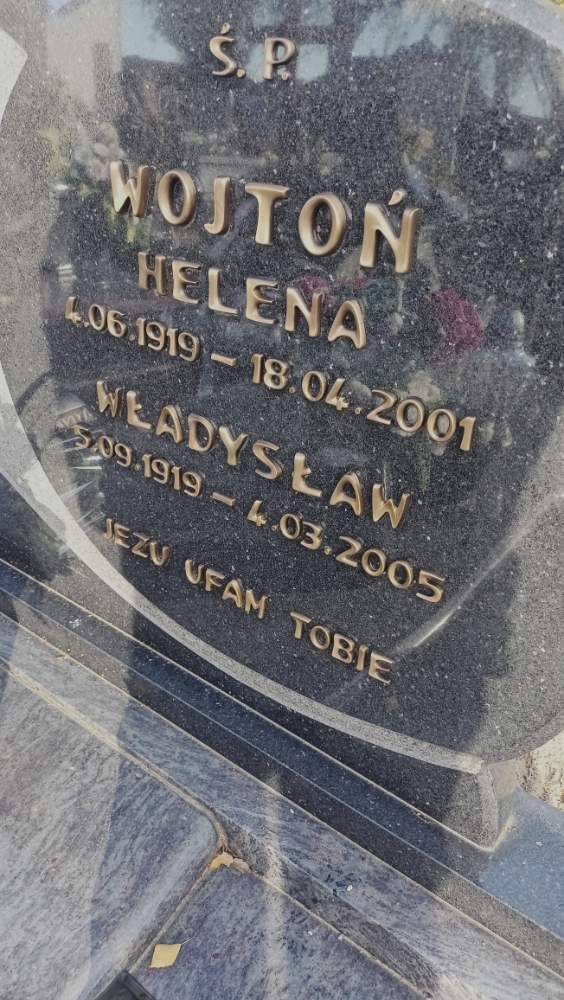 Ś.P.
WOJTOŃ
HELENA
4.06.1919 – 18.04.2001
WŁADYSŁAW
5.09.1919 – 4.03.2005
JEZU UFAM TOBIE